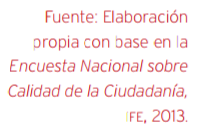 Fuente: Elaboración
propia con base en la
Encuesta Nacional sobre
Calidad de la Ciudadanía,
IFE, 2013.